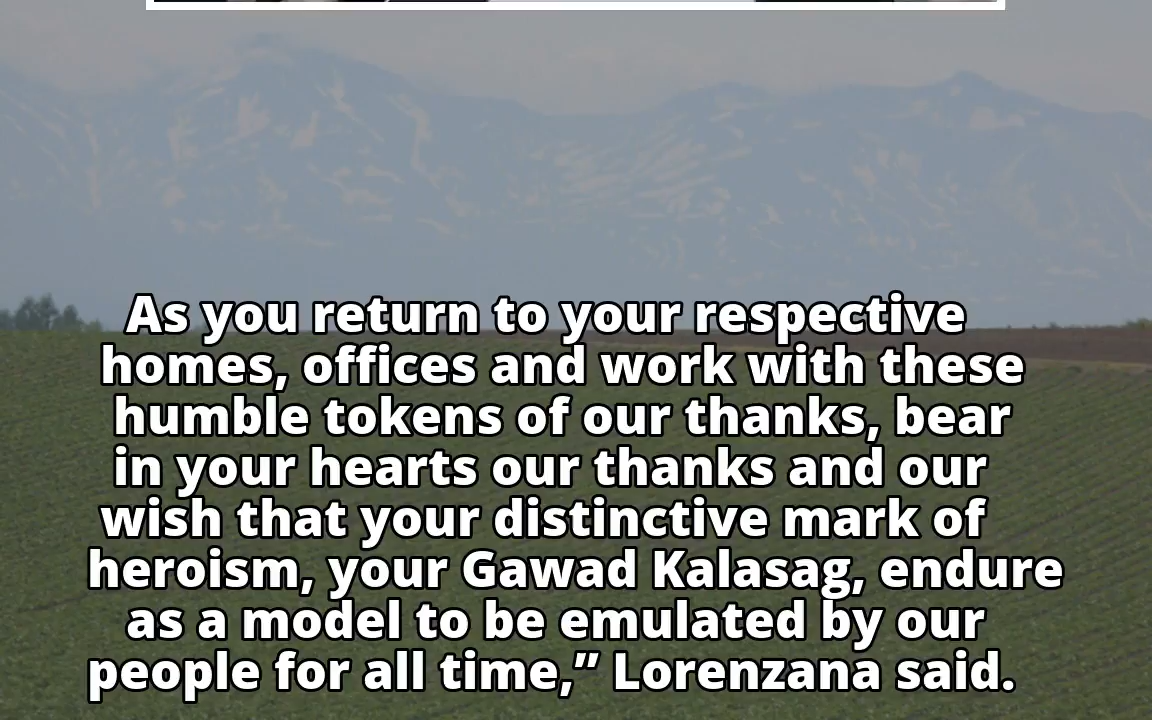 As you return to your respective
homes, offices and work with these
humble tokens of our thanks, bear
in your hearts our thanks and our
wish that your distinctive mark of
heroism, your Gawad Kalasag, endure
as a model to be emulated by our
people for all time,” Lorenzana said.